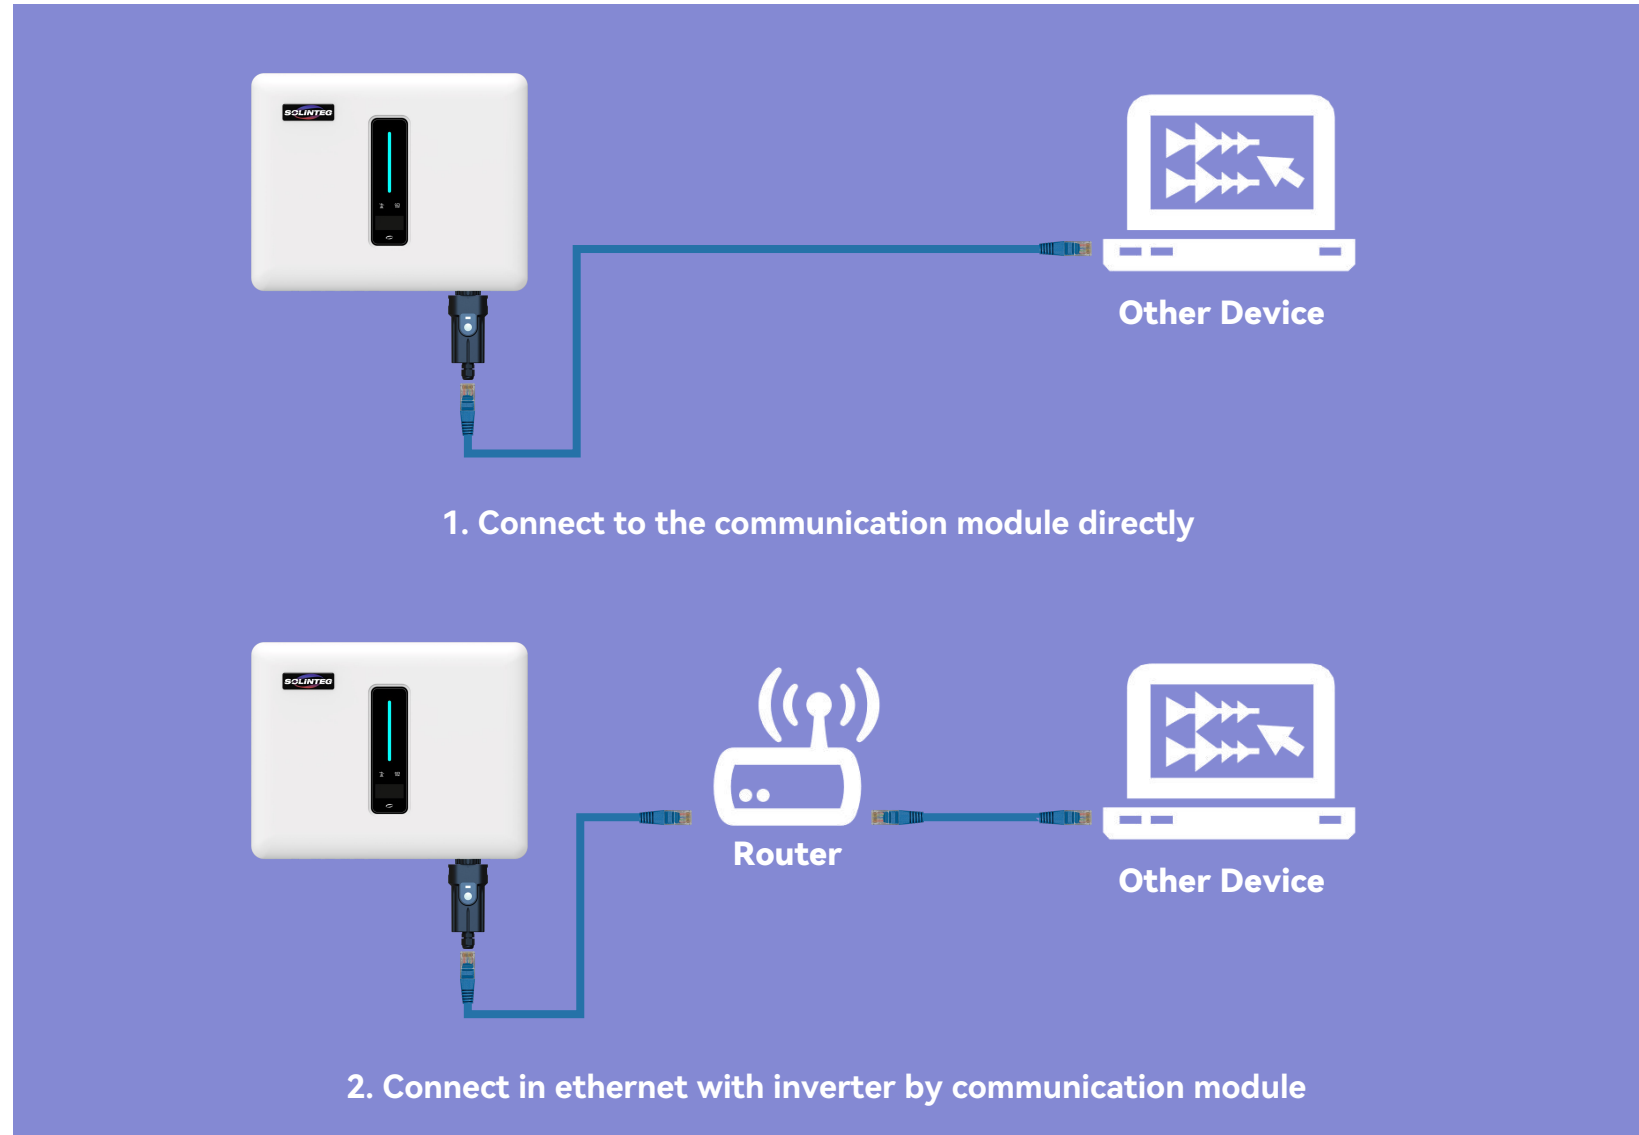 SOLINTEG
Other Device
1. Connect to the communication module directly
SOLINTEG
Router
Other Device
2. Connect in ethernet with inverter by communication module